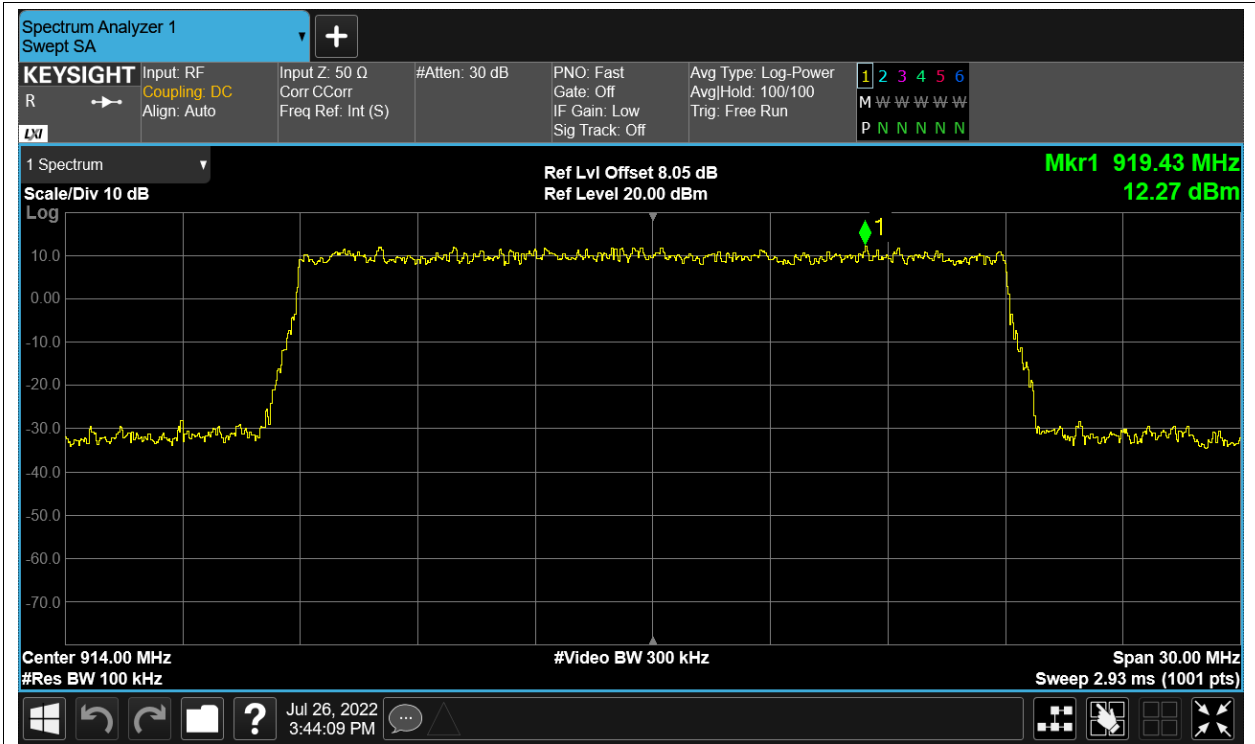 Spectrum Analyzer 1
Swept SA
KEYSIGHT
R
LXI
Input: RF
Coupling: DC
Align: Auto
Input Z: 50 Ω
Corr CCorr
Freq Ref: Int (S)
#Atten: 30 dB
PNO: Fast
Gate: Off
IF Gain: Low
Sig Track: Off
Avg Type: Log-Power
Avg|Hold: 100/100
Trig: Free Run
1 2 3 4 5 6
M W W W W W
P N N N N N
1 Spectrum
Scale/Div 10 dB
Log
Ref Lvl Offset 8.05 dB
Ref Level 20.00 dBm
Mkr1 919.43 MHz
12.27 dBm
1
10.0
0.00
-10.0
-20.0
-30.0
-40.0
-50.0
-60.0
-70.0
Center 914.00 MHz
#Res BW 100 kHz
#Video BW 300 kHz
Span 30.00 MHz
Sweep 2.93 ms (1001 pts)
?
Jul 26, 2022
3:44:09 PM